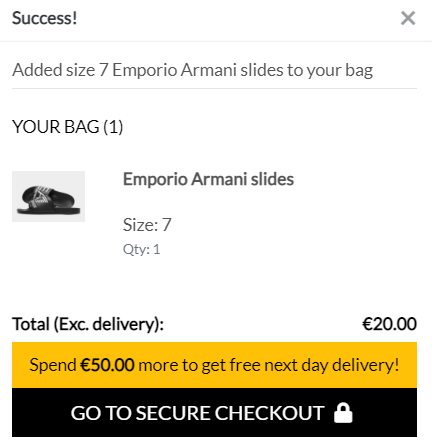 Success!
Added size 7 Emporio Armani slides to your bag
YOUR BAG (1)
Emporio Armani slides
Size: 7
Qty: 1
Total (Exc. delivery): €20.00
Spend €50.00 more to get free next day delivery!
GO TO SECURE CHECKOUT